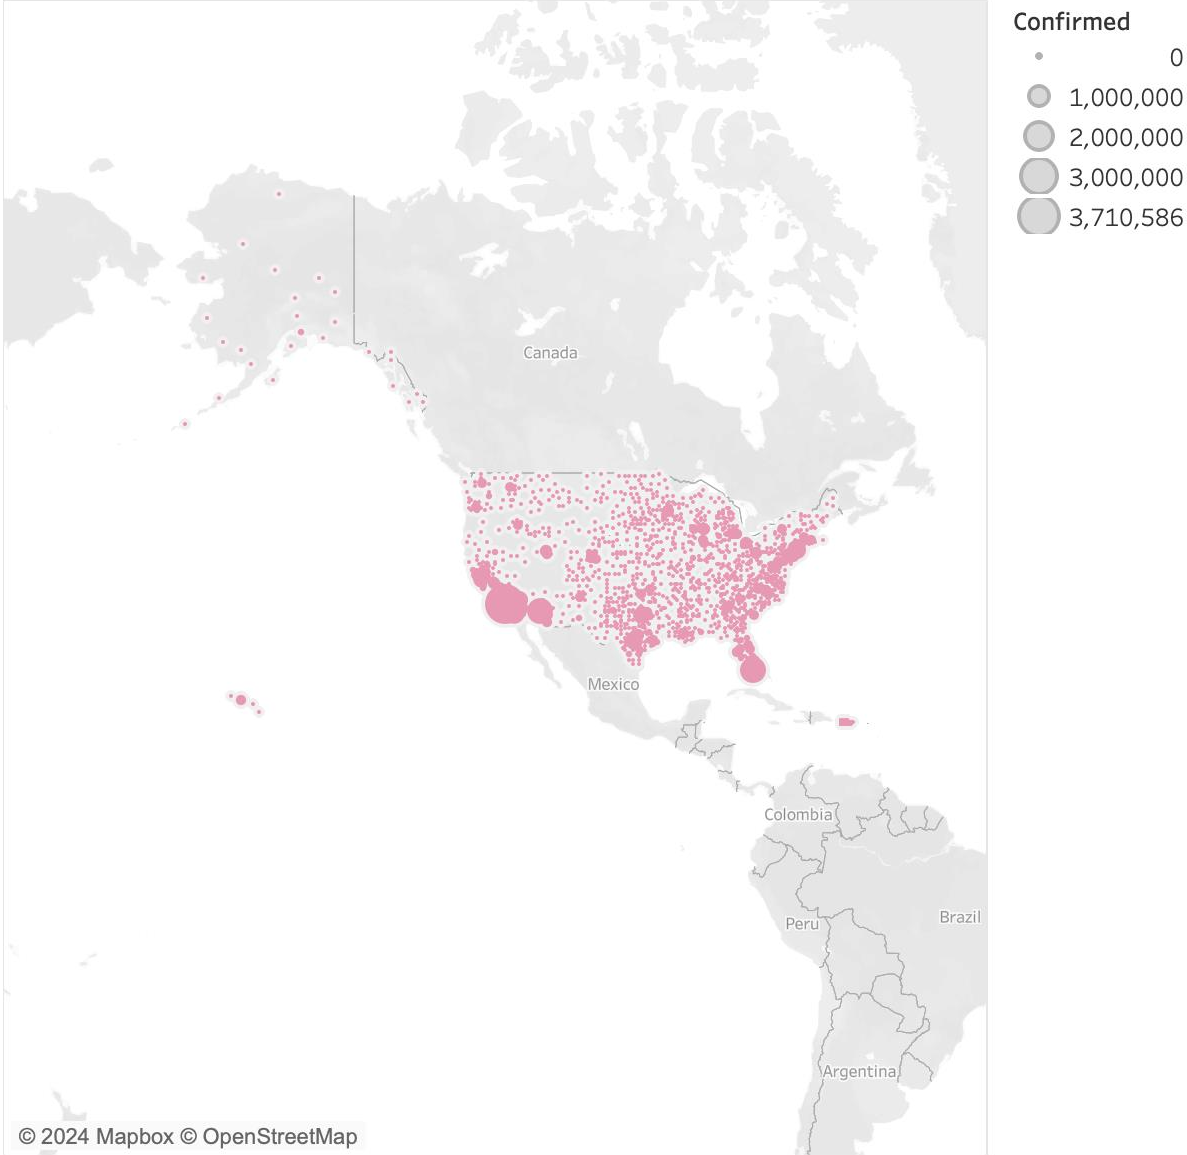 Confirmed
0
1,000,000
2,000,000
3,000,000
3,710,586
Canada
Mexico
Colombia
Peru
Brazil
Argentina
© 2024 Mapbox © OpenStreetMap